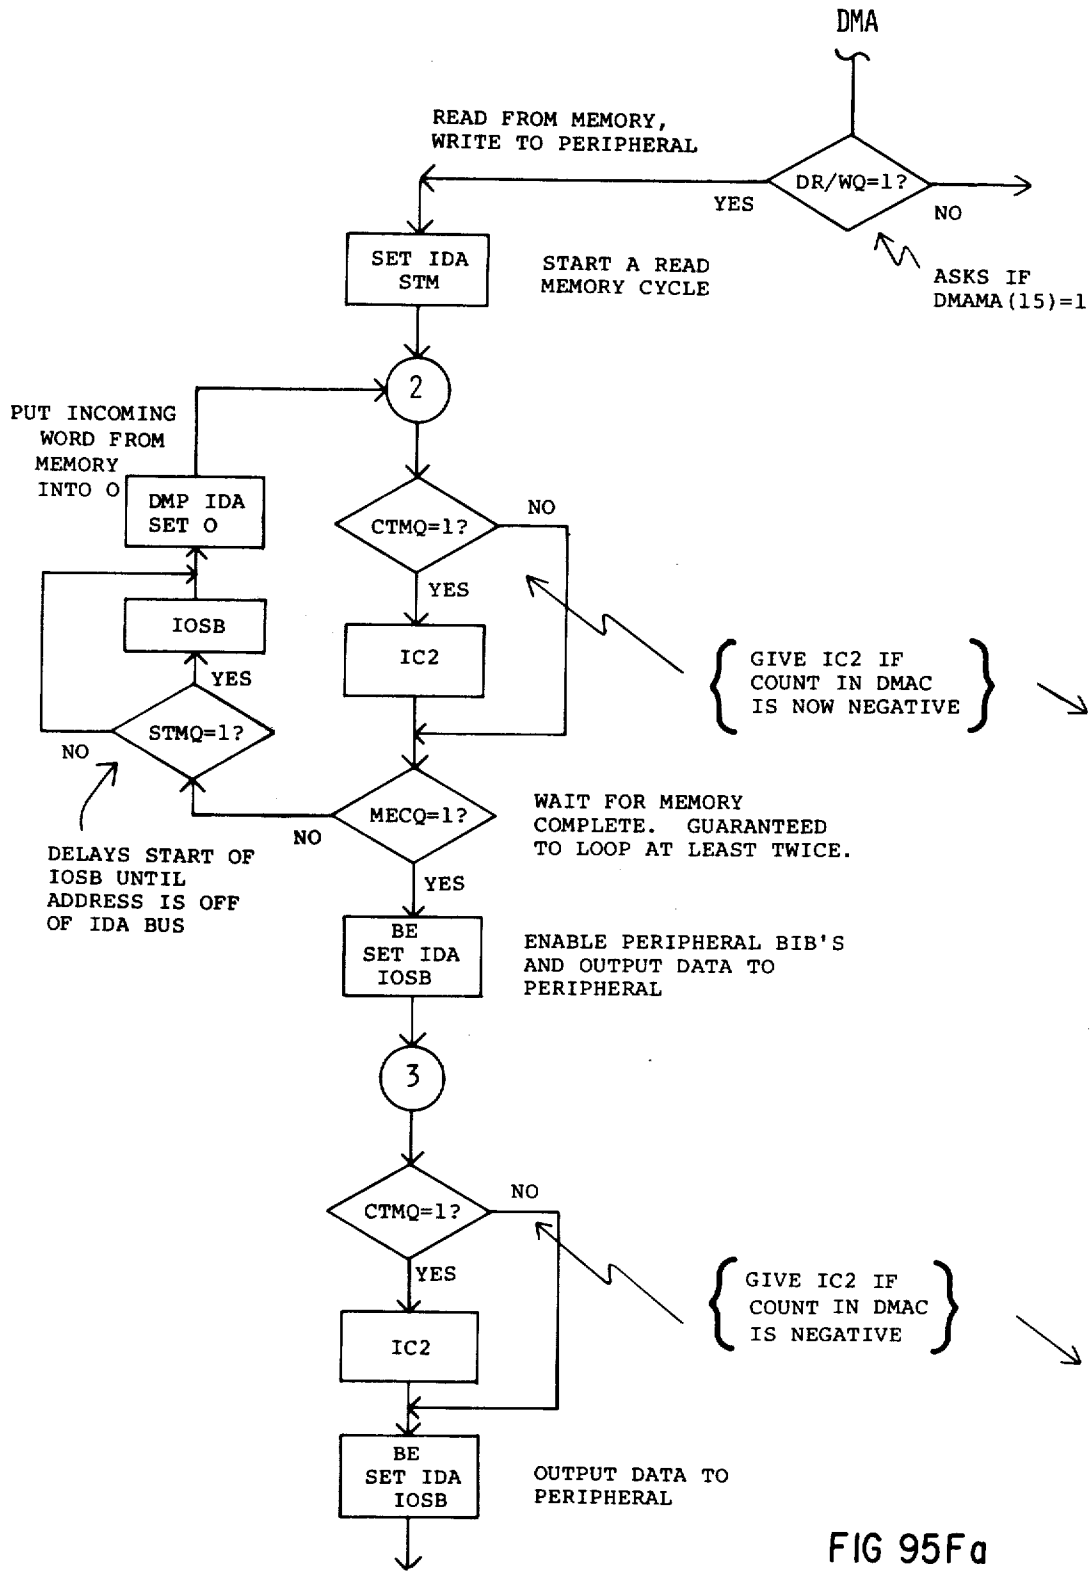 DMA
READ FROM MEMORY,
WRITE TO PERIPHERAL
DR/WQ=1?
YES
NO
SET IDA
STM
START A READ
MEMORY CYCLE
ASKS IF
DMAMA(15)=1
2
PUT INCOMING
WORD FROM
MEMORY
INTO O
DMP IDA
SET O
CTMQ=1?
NO
YES
IOSB
IC2
GIVE IC2 IF
COUNT IN DMAC
IS NOW NEGATIVE
YES
STMQ=1?
NO
MECQ=1?
NO
WAIT FOR MEMORY
COMPLETE. GUARANTEED
TO LOOP AT LEAST TWICE.
DELAYS START OF
IOSB UNTIL
ADDRESS IS OFF
OF IDA BUS
YES
BE
SET IDA
IOSB
ENABLE PERIPHERAL BIB'S
AND OUTPUT DATA TO
PERIPHERAL
3
CTMQ=1?
NO
YES
GIVE IC2 IF
COUNT IN DMAC
IS NEGATIVE
IC2
BE
SET IDA
IOSB
OUTPUT DATA TO
PERIPHERAL
FIG 95Fa